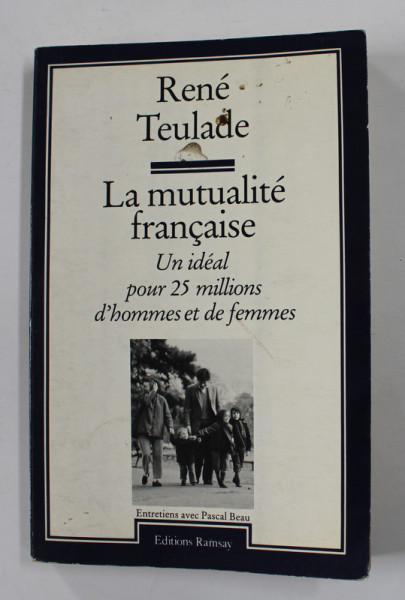 René
Teulade
La mutualité
française
Un idéal
pour 25 millions
d'hommes et de femmes
Entretiens avec Pascal Beau
Editions Ramsay